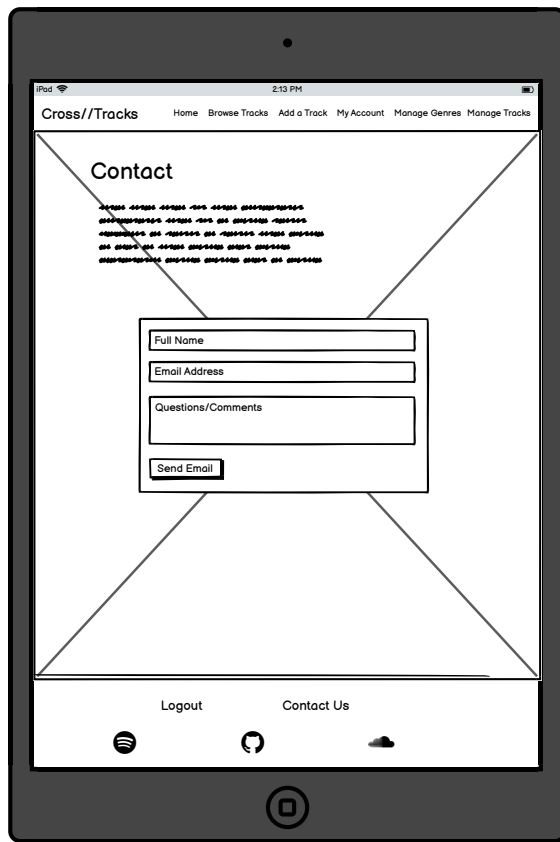 iPad 2:13 PM
Cross//Tracks Home Browse Tracks Add a Track My Account Manage Genres Manage Tracks
Contact
Full Name
Email Address
Questions/Comments
Send Email
Logout Contact Us